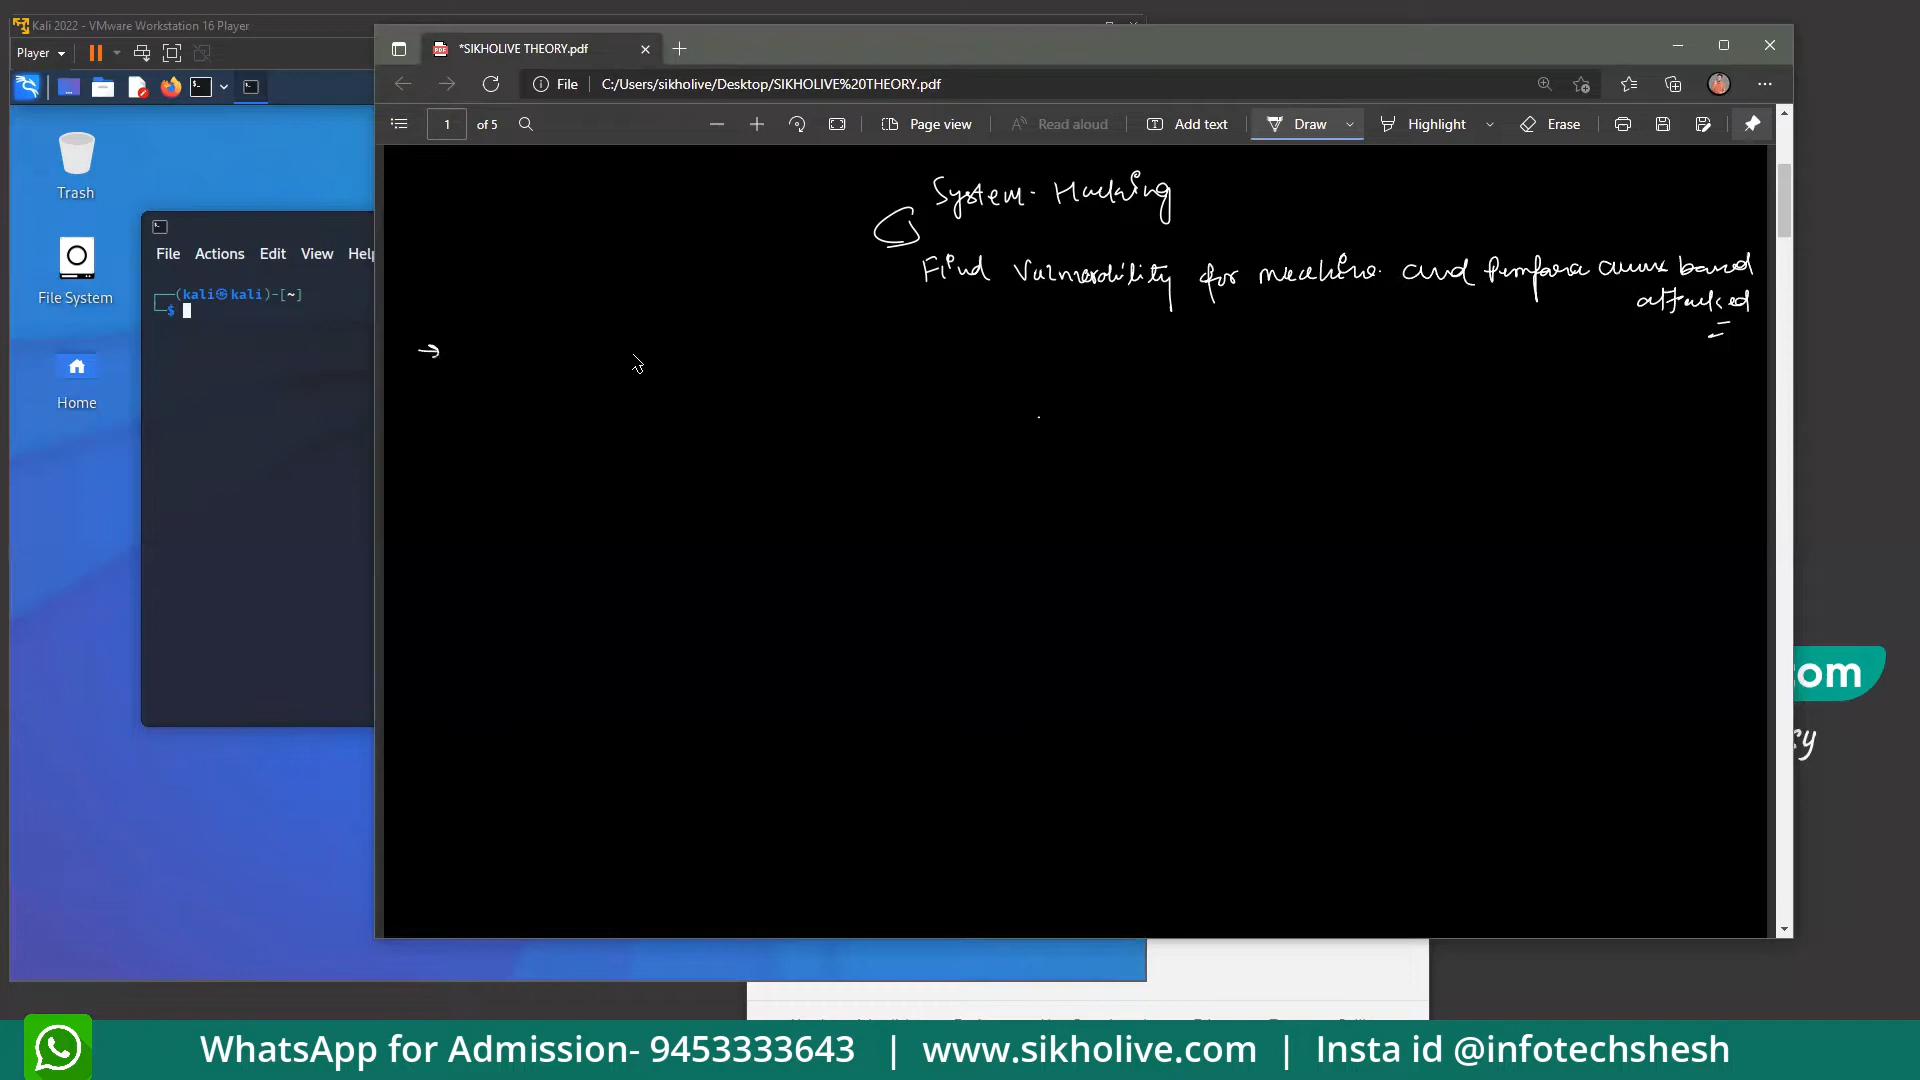 Kali 2022 - VMware Workstation 16 Player
Player
*SIKHOLIVE THEORY.pdf
File
C:/Users/sikholive/Desktop/SIKHOLIVE%20THEORY.pdf
1 of 5
Page view
Read aloud
Add text
Draw
Highlight
Erase
Trash
File System
Home
File Actions Edit View Help
(kali㉿kali)-[~]
$
System Hacking
Find Vulnerability for machine and based
attacked
com
WhatsApp for Admission- 9453333643 | www.sikholive.com | Insta id @infotechshesh